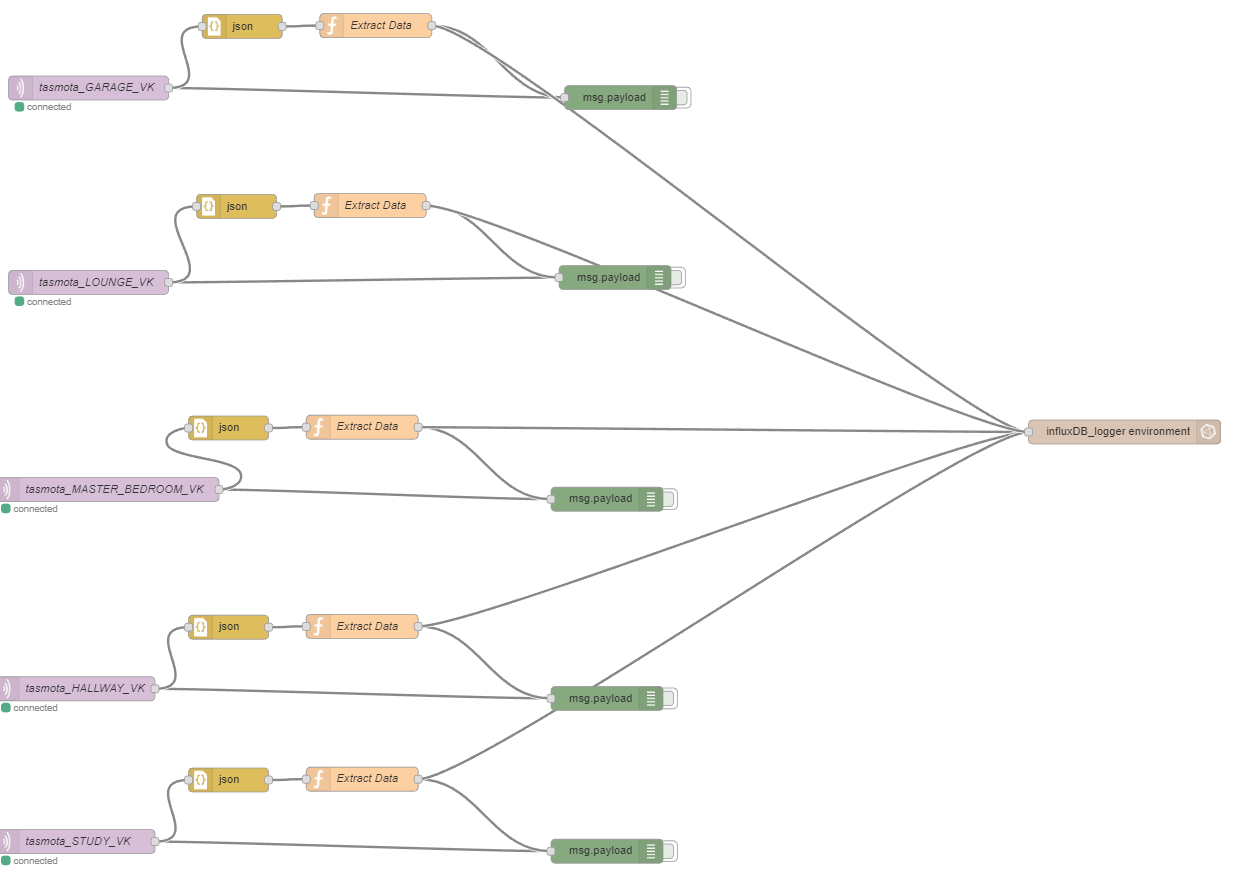 json
Extract Data
tasmota_GARAGE_VK
connected
msg.payload
json
Extract Data
tasmota_LOUNGE_VK
connected
msg.payload
json
Extract Data
influxDB_logger environment
tasmota_MASTER_BEDROOM_VK
connected
msg.payload
json
Extract Data
tasmota_HALLWAY_VK
connected
msg.payload
json
Extract Data
tasmota_STUDY_VK
connected
msg.payload